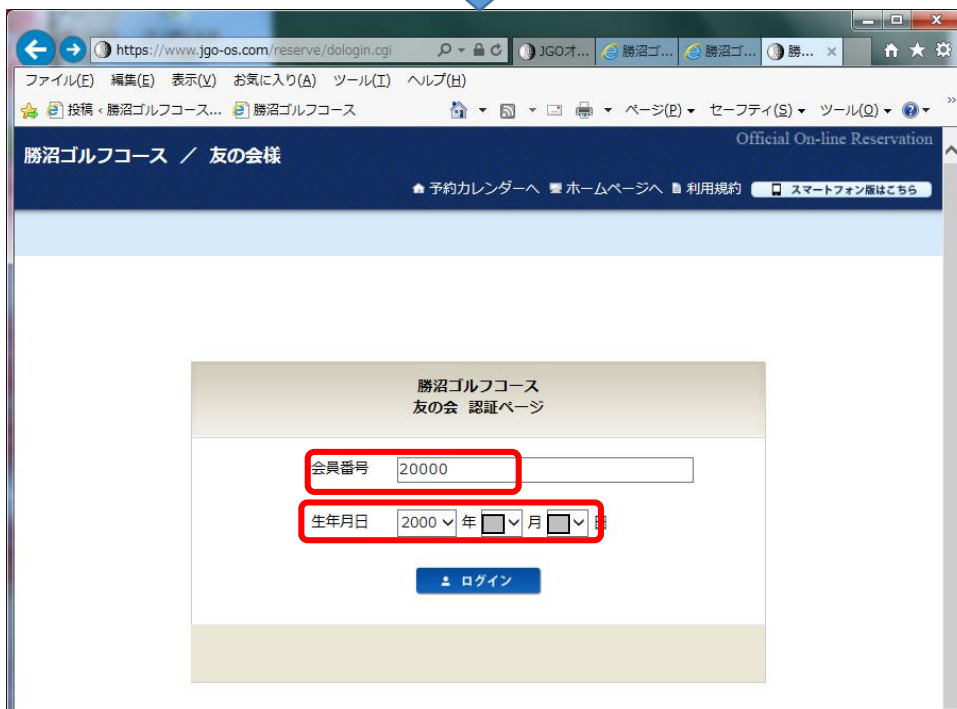 https://www.jgo-os.com/reserve/dologin.cgi
JGOオ...
勝沼ゴ...
勝沼ゴ...
勝...
ファイル(F) 編集(E) 表示(V) お気に入り(A) ツール(T) ヘルプ(H)
投稿 ‹ 勝沼ゴルフコース... 勝沼ゴルフコース ページ(P) セーフティ(S) ツール(O)
Official On-line Reservation
勝沼ゴルフコース ／ 友の会様
予約カレンダーへ ホームページへ 利用規約 スマートフォン版はこちら
勝沼ゴルフコース
友の会 認証ページ
会員番号 20000
生年月日 2000 年 月 日
ログイン